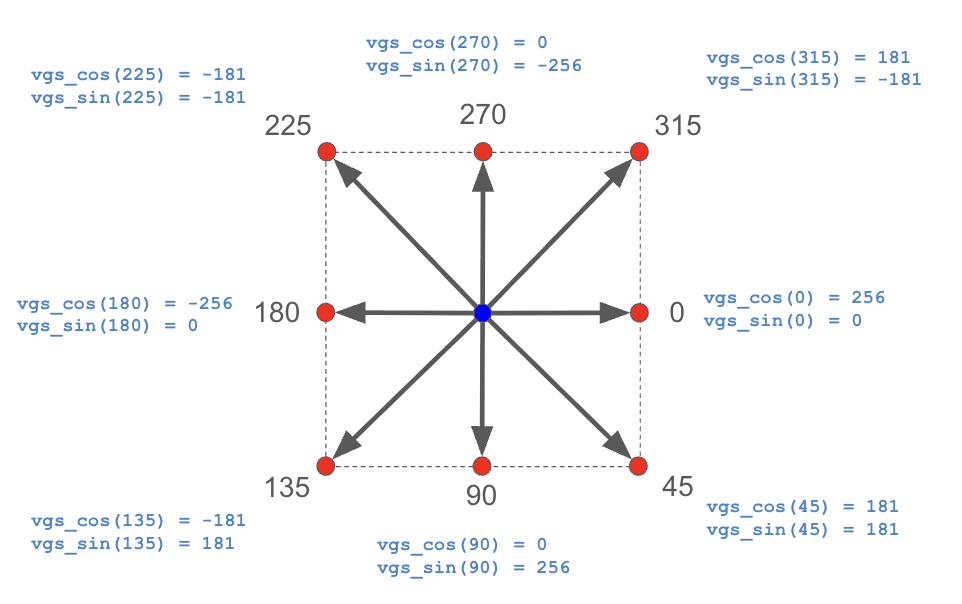 vgs_cos(270) = 0
vgs_sin(270) = -256
vgs_cos(315) = 181
vgs_sin(315) = -181
vgs_cos(225) = -181
vgs_sin(225) = -181
225
270
315
vgs_cos(180) = -256
vgs_sin(180) = 0
180
0
vgs_cos(0) = 256
vgs_sin(0) = 0
135
90
45
vgs_cos(135) = -181
vgs_sin(135) = 181
vgs_cos(90) = 0
vgs_sin(90) = 256
vgs_cos(45) = 181
vgs_sin(45) = 181